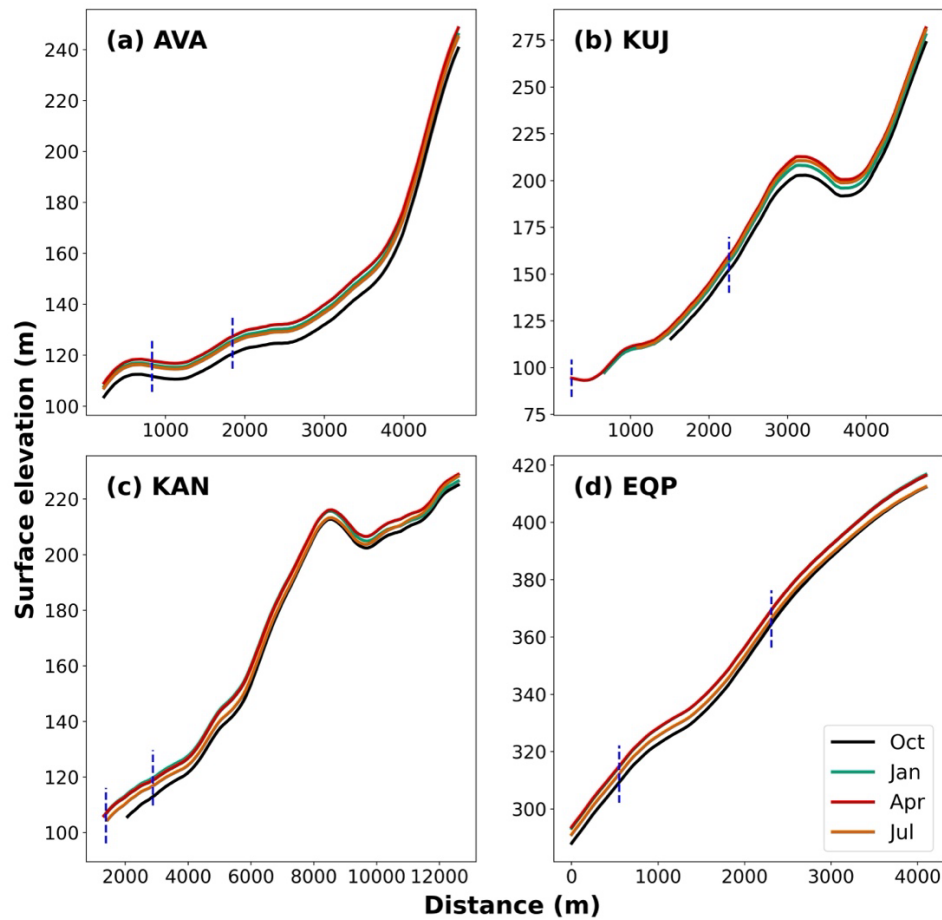 (a) AVA
240
220
200
180
160
140
120
100
1000 2000 3000 4000
(b) KUJ
275
250
225
200
175
150
125
100
75
0 1000 2000 3000 4000
(c) KAN
220
200
180
160
140
120
100
2000 4000 6000 8000 10000 12000
(d) EQP
420
400
380
360
340
320
300
0 1000 2000 3000 4000
Oct
Jan
Apr
Jul
Surface elevation (m)
Distance (m)